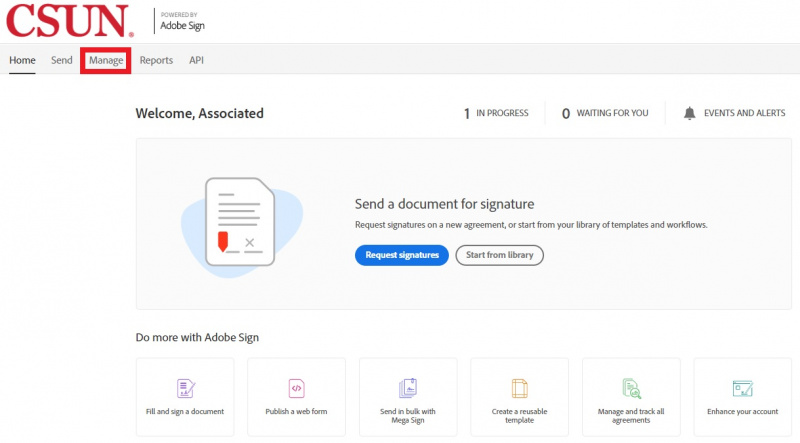 CSUN®
POWERED BY
Adobe Sign
Home Send Manage Reports API
Welcome, Associated
1 IN PROGRESS 0 WAITING FOR YOU EVENTS AND ALERTS
Send a document for signature
Request signatures on a new agreement, or start from your library of templates and workflows.
Request signatures Start from library
Do more with Adobe Sign
Fill and sign a document
Publish a web form
Send in bulk with
Mega Sign
Create a reusable
template
Manage and track all
agreements
Enhance your account